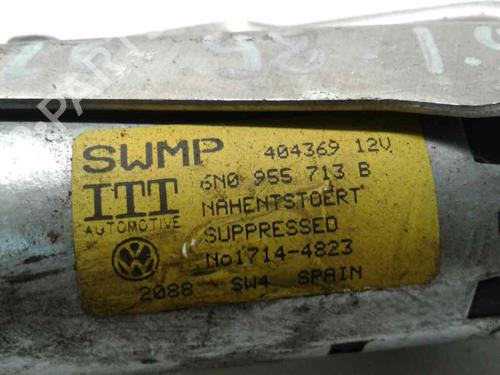 SWMP 404369 12V
ITT 6N0 955 713 B
AUTOMOTIVE NAHENTSTOERT
SUPPRESSED
No1714-4823
2088 SW4 SPAIN